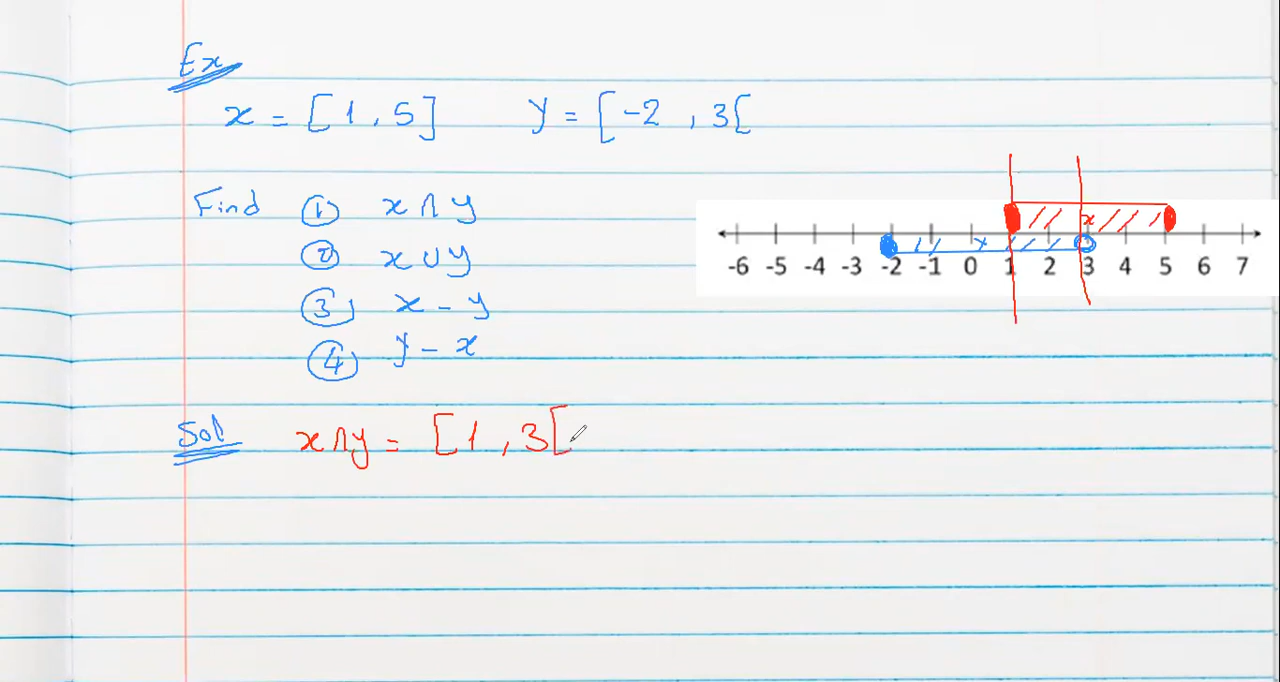 Ex
x = [ 1 , 5 ] y = [ -2 , 3 [
Find ① x ∩ y
② x ∪ y
③ x - y
④ y - x
x
x
-6 -5 -4 -3 -2 -1 0 1 2 3 4 5 6 7
Sol x ∩ y = [ 1 , 3 [